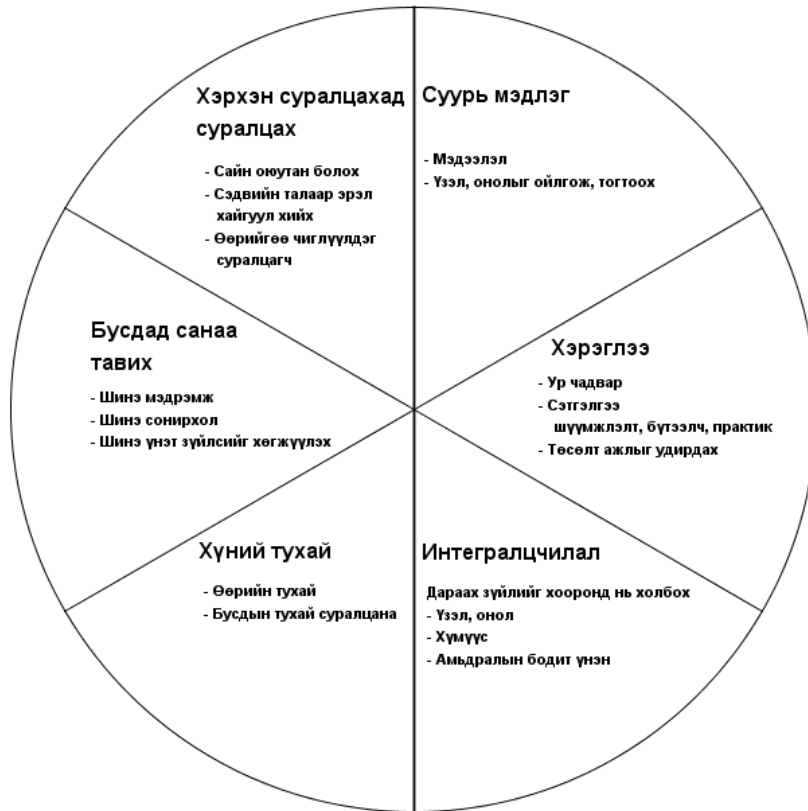 Хэрхэн суралцахад
суралцах
- Сайн оюутан болох
- Сэдвийн талаар эрэл
хайгуул хийх
- Өөрийгөө чиглүүлдэг
суралцагч
Суурь мэдлэг
- Мэдээлэл
- Үзэл, онолыг ойлгож, тогтоох
Бусдад санаа
тавих
- Шинэ мэдрэмж
- Шинэ сонирхол
- Шинэ үнэт зүйлсийг хөгжүүлэх
Хэрэглээ
- Ур чадвар
- Сэтгэлгээ
шүүмжлэлт, бүтээлч, практик
- Төсөлт ажлыг удирдах
Хүний тухай
- Өөрийн тухай
- Бусдын тухай суралцана
Интегралцчилал
Дараах зүйлийг хооронд нь холбох
- Үзэл, онол
- Хүмүүс
- Амьдралын бодит үнэн